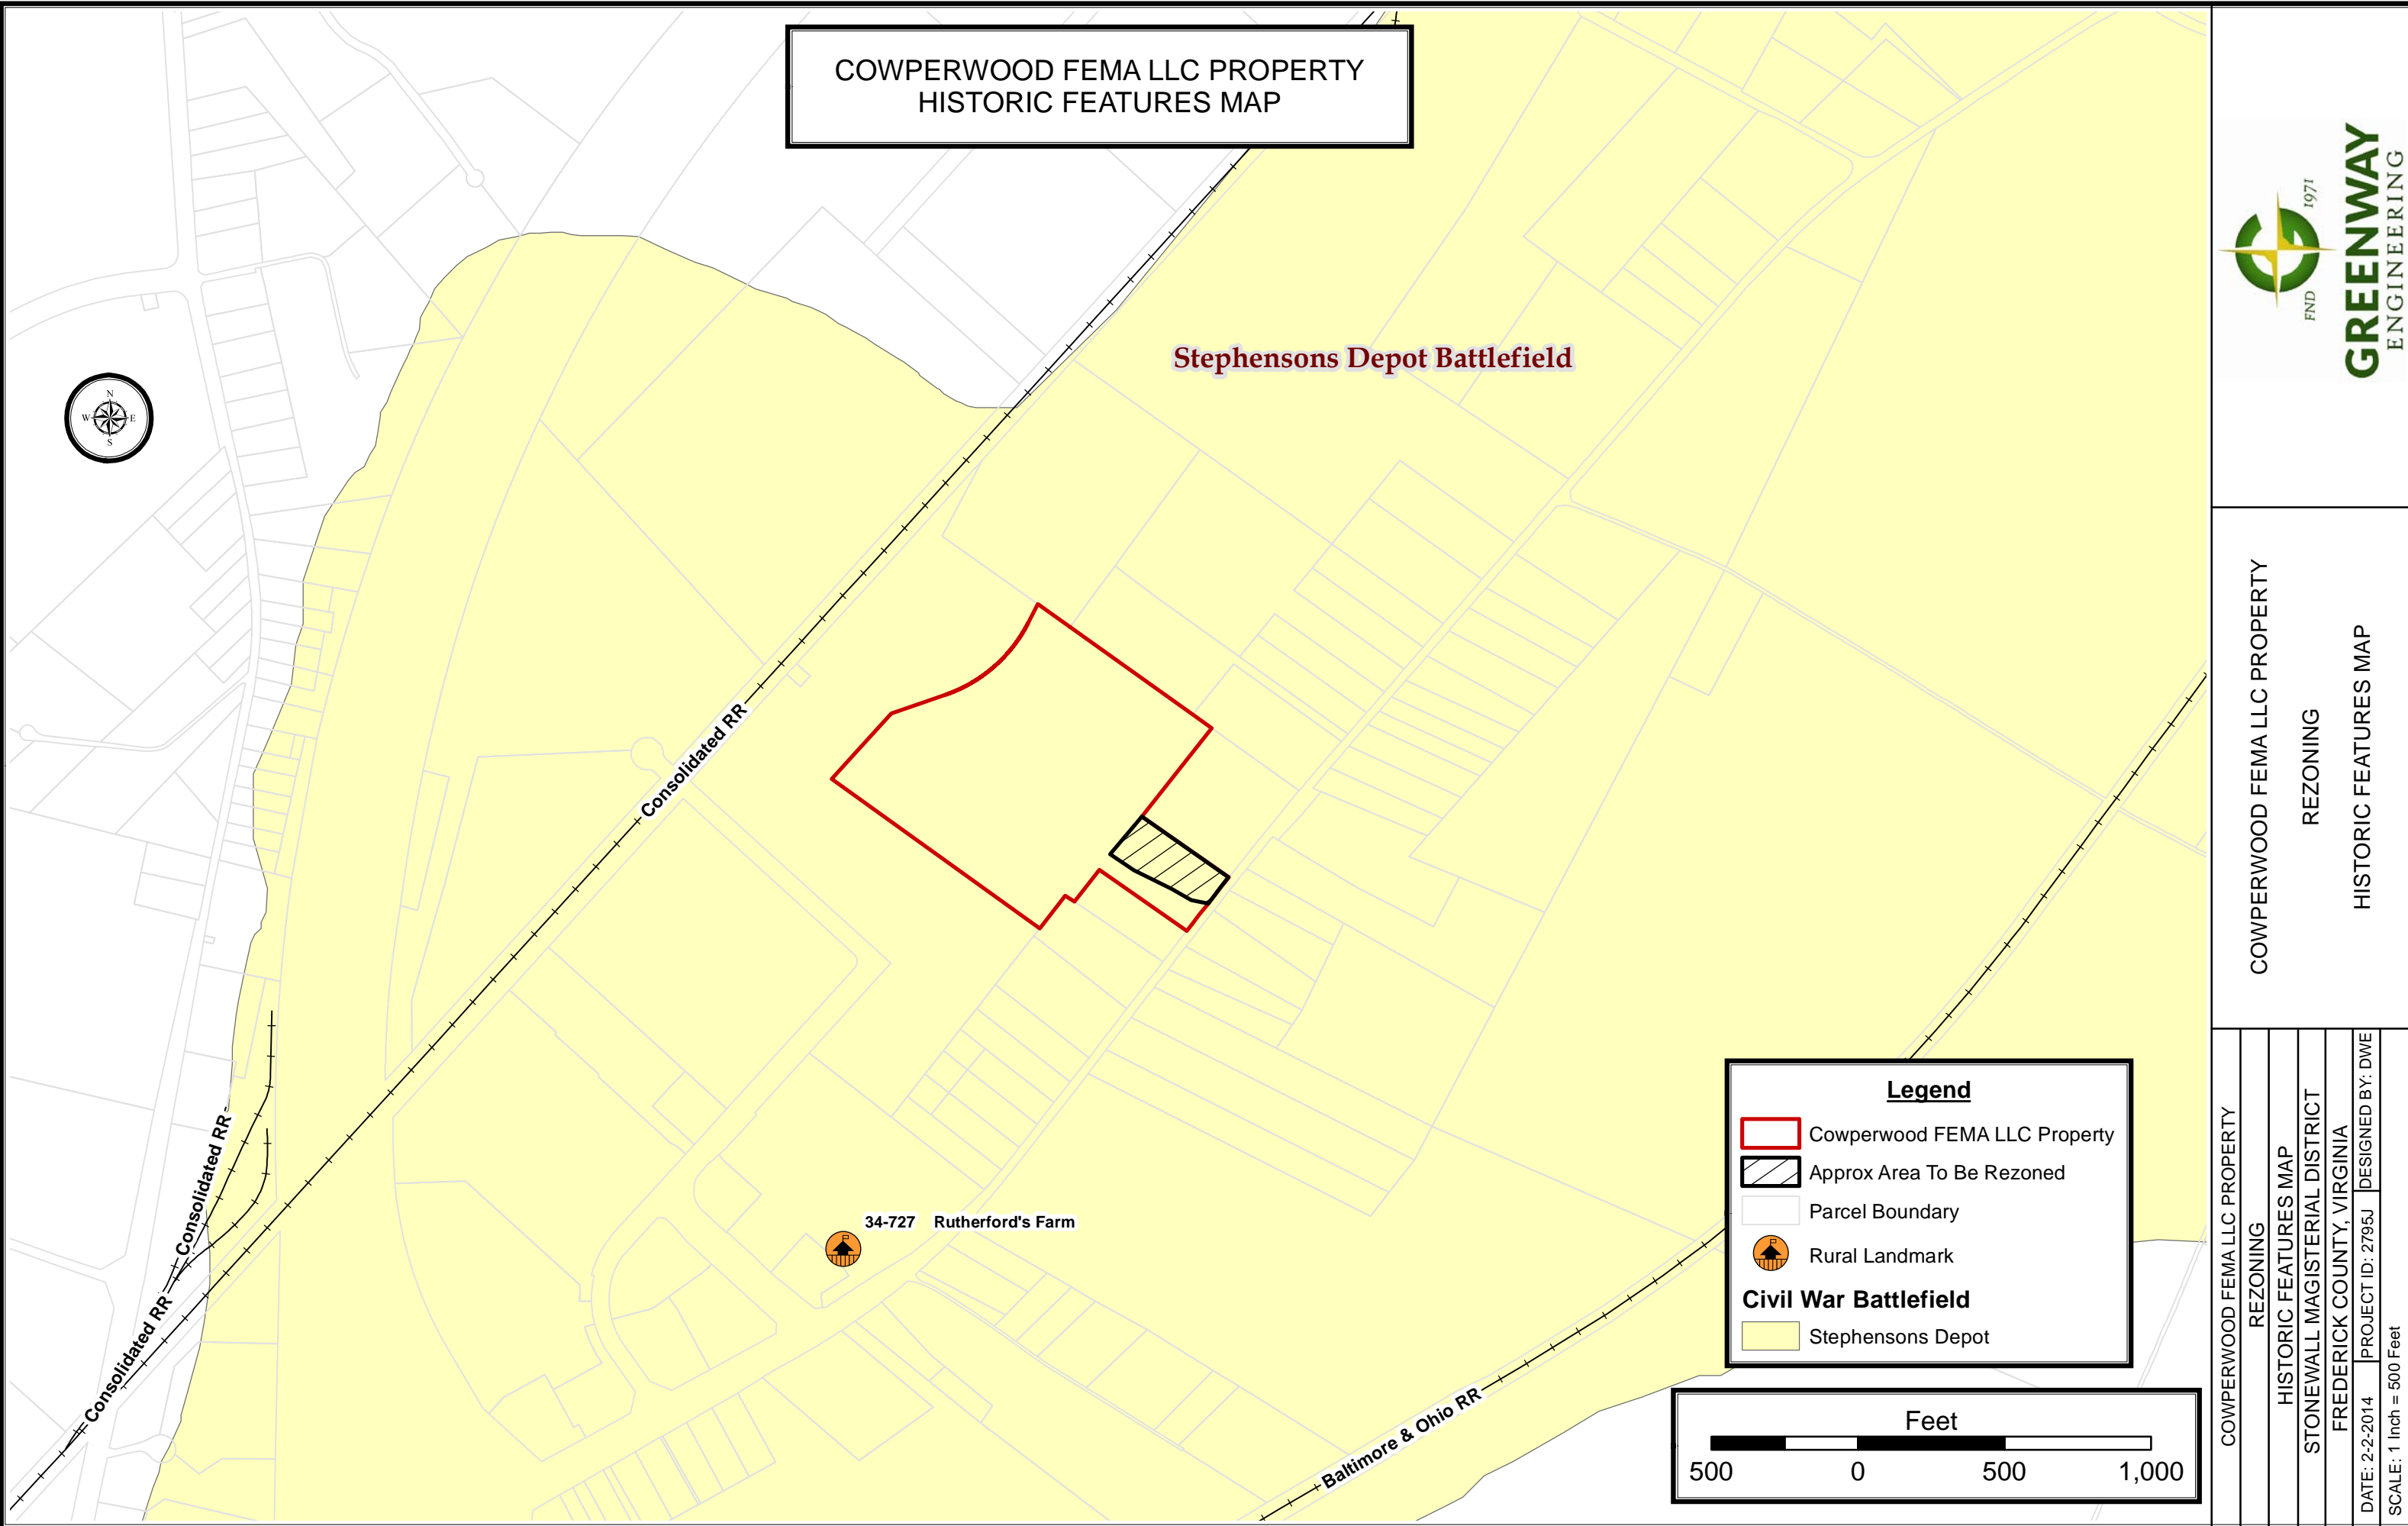 COWPERWOOD FEMA LLC PROPERTY
HISTORIC FEATURES MAP
N
W E
S
Stephensons Depot Battlefield
Consolidated RR
Consolidated RR
Consolidated RR
34-727 Rutherford's Farm
Baltimore & Ohio RR
Legend
Cowperwood FEMA LLC Property
Approx Area To Be Rezoned
Parcel Boundary
Rural Landmark
Civil War Battlefield
Stephensons Depot
Feet
500 0 500 1,000
FND 1971
GREENWAY
ENGINEERING
COWPERWOOD FEMA LLC PROPERTY
REZONING
HISTORIC FEATURES MAP
COWPERWOOD FEMA LLC PROPERTY
REZONING
HISTORIC FEATURES MAP
STONEWALL MAGISTERIAL DISTRICT
FREDERICK COUNTY, VIRGINIA
DATE: 2-2-2014 PROJECT ID: 2795J DESIGNED BY: DWE
SCALE: 1 Inch = 500 Feet